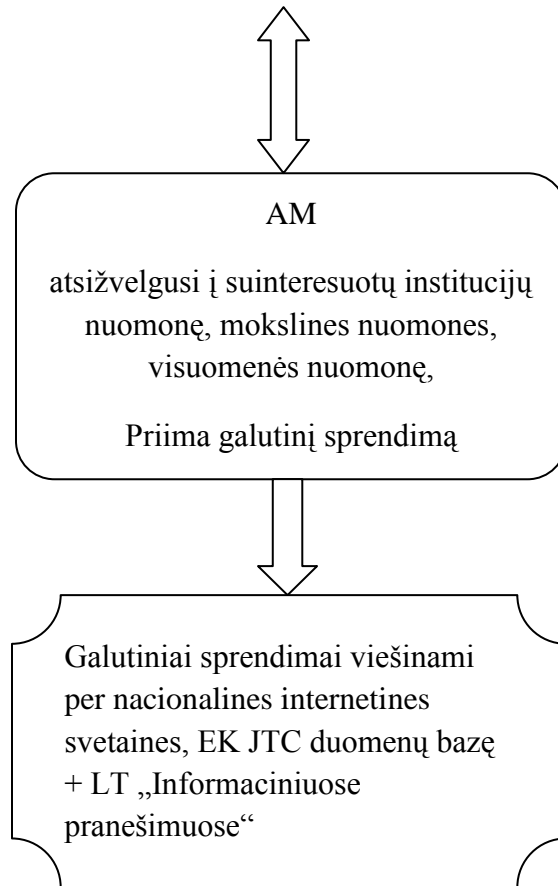 AM
atsižvelgusi į suinteresuotų institucijų
nuomonę, mokslines nuomones,
visuomenės nuomonę,
Priima galutinį sprendimą
Galutiniai sprendimai viešinami
per nacionalines internetines
svetaines, EK JTC duomenų bazę
+ LT „Informaciniuose
pranešimuose“